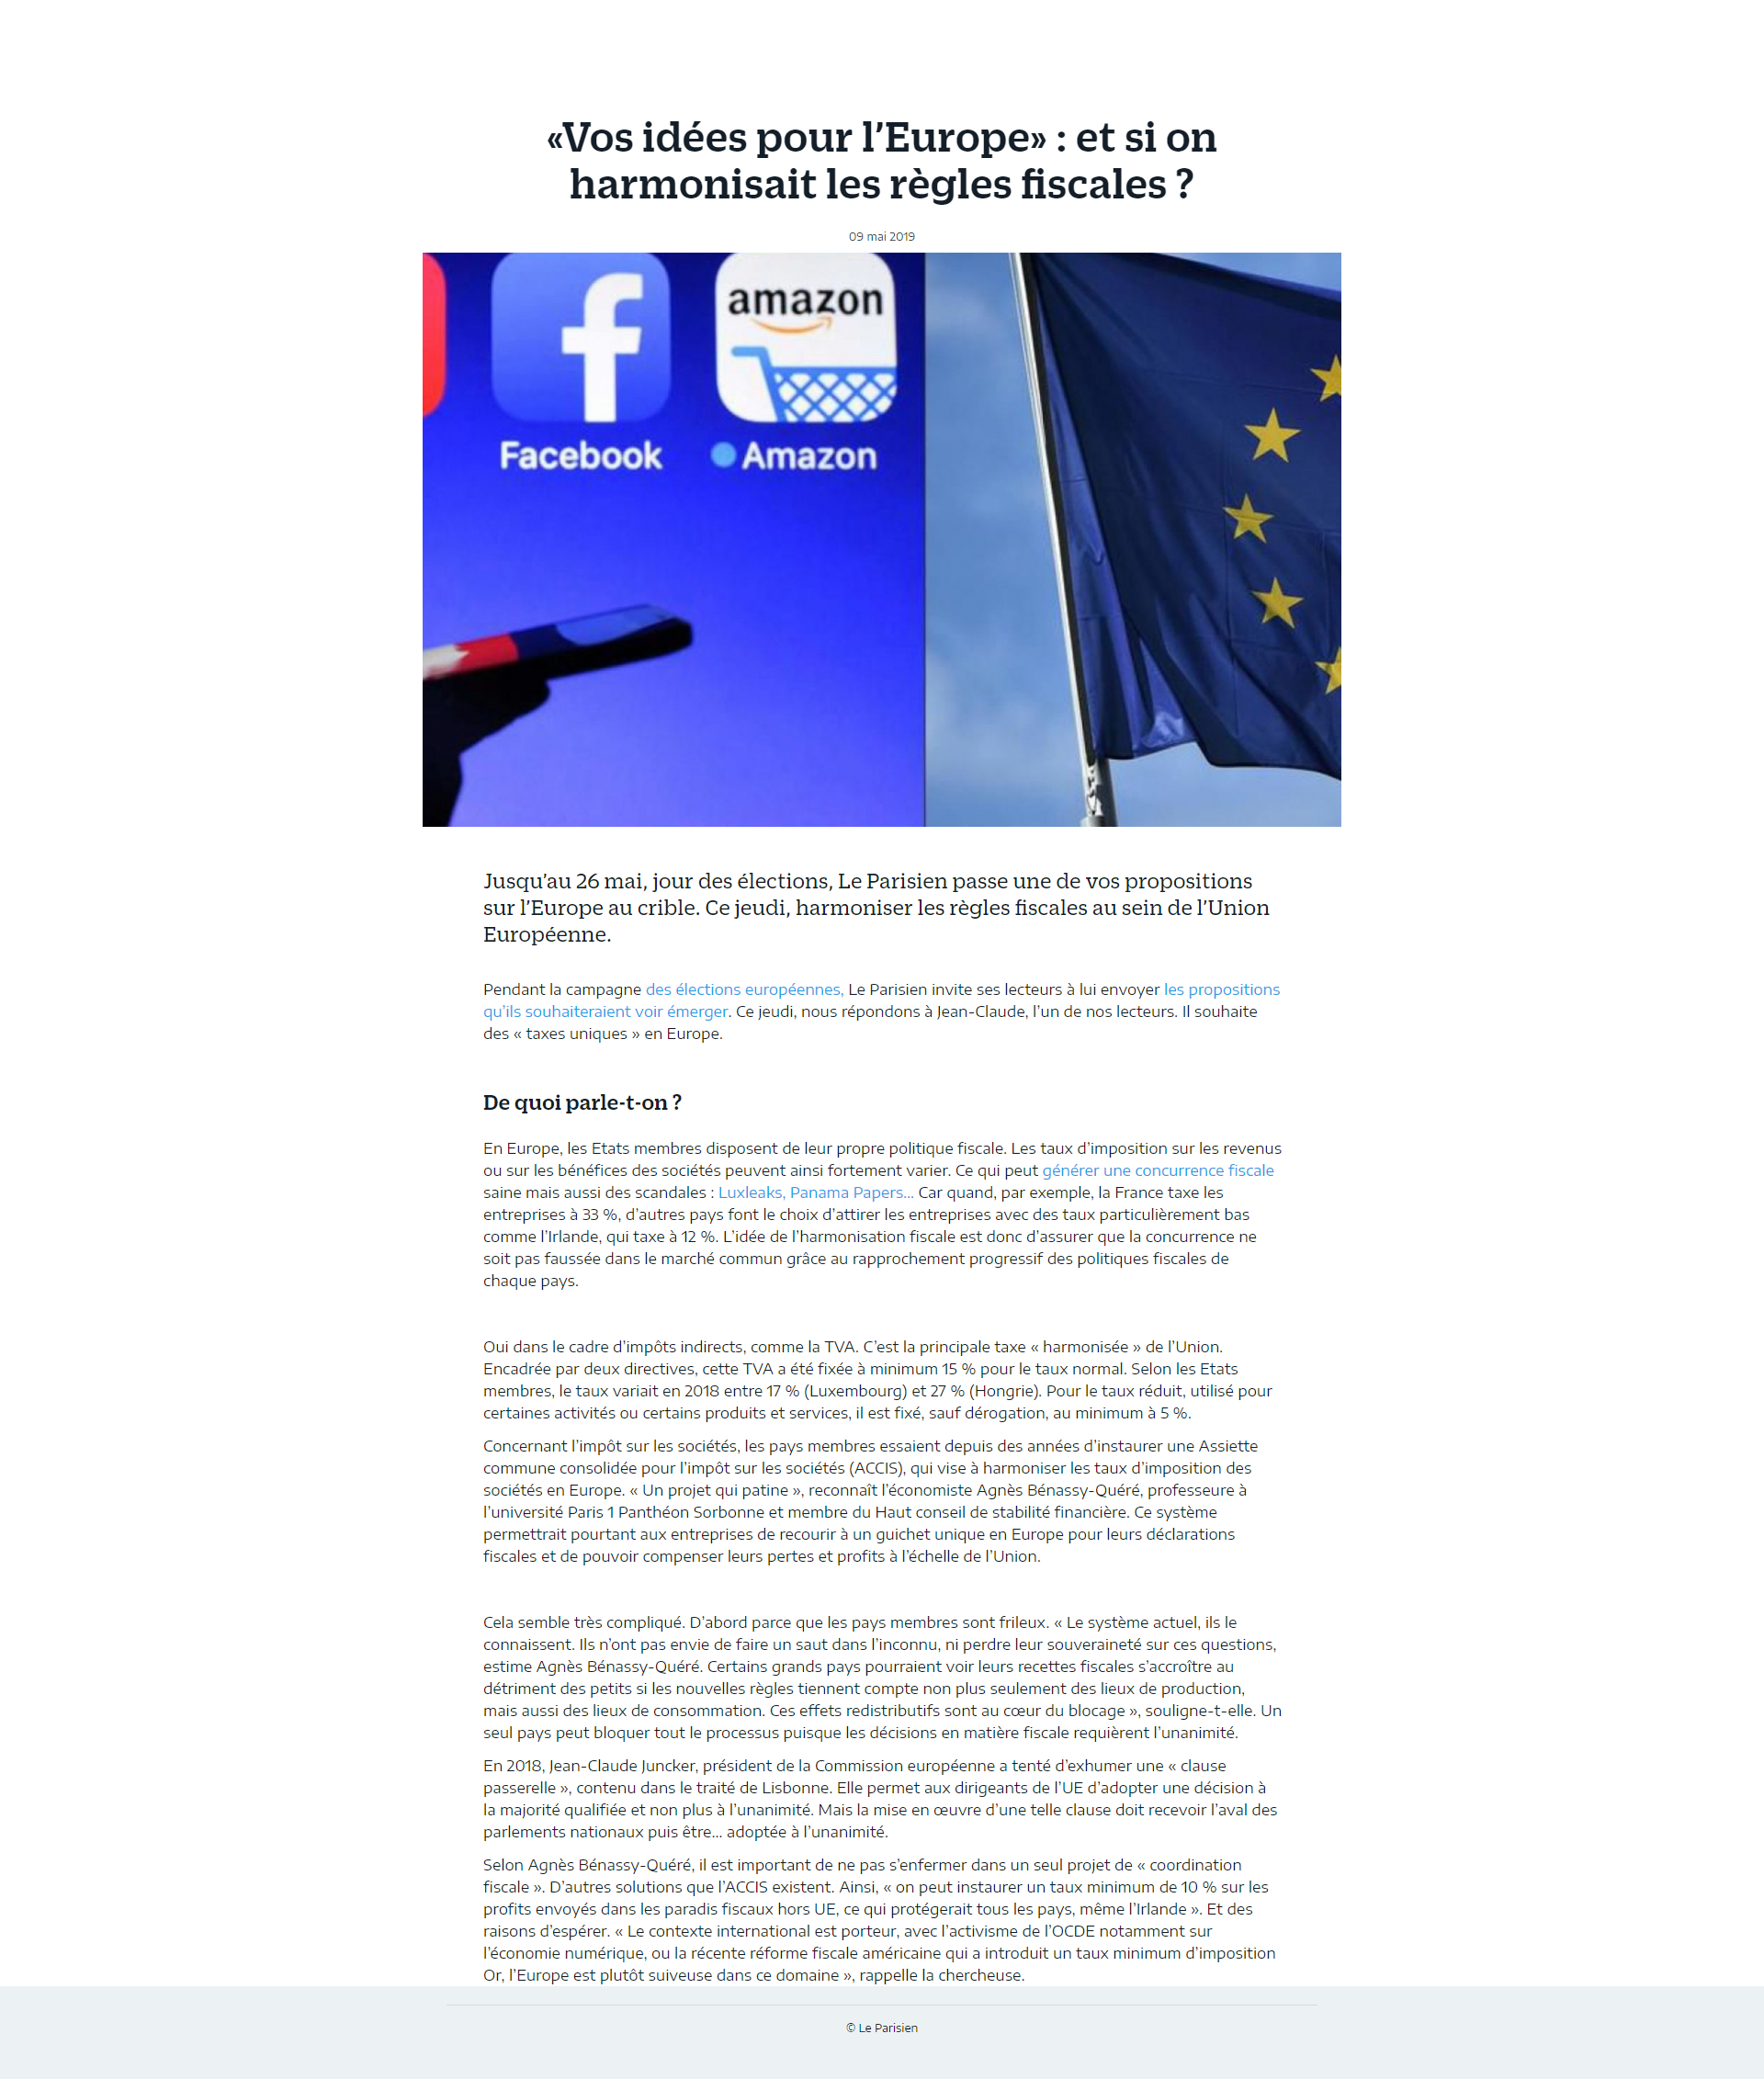 «Vos idées pour l’Europe» : et si on
harmonisait les règles fiscales ?
09 mai 2019
amazon
Facebook
Amazon
Jusqu’au 26 mai, jour des élections, Le Parisien passe une de vos propositions
sur l’Europe au crible. Ce jeudi, harmoniser les règles fiscales au sein de l’Union
Européenne.
Pendant la campagne des élections européennes, Le Parisien invite ses lecteurs à lui envoyer les propositions
qu’ils souhaiteraient voir émerger. Ce jeudi, nous répondons à Jean-Claude, l’un de nos lecteurs. Il souhaite
des « taxes uniques » en Europe.
De quoi parle-t-on ?
En Europe, les Etats membres disposent de leur propre politique fiscale. Les taux d’imposition sur les revenus
ou sur les bénéfices des sociétés peuvent ainsi fortement varier. Ce qui peut générer une concurrence fiscale
saine mais aussi des scandales : Luxleaks, Panama Papers… Car quand, par exemple, la France taxe les
entreprises à 33 %, d’autres pays font le choix d’attirer les entreprises avec des taux particulièrement bas
comme l’Irlande, qui taxe à 12 %. L’idée de l’harmonisation fiscale est donc d’assurer que la concurrence ne
soit pas faussée dans le marché commun grâce au rapprochement progressif des politiques fiscales de
chaque pays.
Oui dans le cadre d’impôts indirects, comme la TVA. C’est la principale taxe « harmonisée » de l’Union.
Encadrée par deux directives, cette TVA a été fixée à minimum 15 % pour le taux normal. Selon les Etats
membres, le taux variait en 2018 entre 17 % (Luxembourg) et 27 % (Hongrie). Pour le taux réduit, utilisé pour
certaines activités ou certains produits et services, il est fixé, sauf dérogation, au minimum à 5 %.
Concernant l’impôt sur les sociétés, les pays membres essaient depuis des années d’instaurer une Assiette
commune consolidée pour l’impôt sur les sociétés (ACCIS), qui vise à harmoniser les taux d’imposition des
sociétés en Europe. « Un projet qui patine », reconnaît l’économiste Agnès Bénassy-Quéré, professeure à
l’université Paris 1 Panthéon Sorbonne et membre du Haut conseil de stabilité financière. Ce système
permettrait pourtant aux entreprises de recourir à un guichet unique en Europe pour leurs déclarations
fiscales et de pouvoir compenser leurs pertes et profits à l’échelle de l’Union.
Cela semble très compliqué. D’abord parce que les pays membres sont frileux. « Le système actuel, ils le
connaissent. Ils n’ont pas envie de faire un saut dans l’inconnu, ni perdre leur souveraineté sur ces questions,
estime Agnès Bénassy-Quéré. Certains grands pays pourraient voir leurs recettes fiscales s’accroître au
détriment des petits si les nouvelles règles tiennent compte non plus seulement des lieux de production,
mais aussi des lieux de consommation. Ces effets redistributifs sont au cœur du blocage », souligne-t-elle. Un
seul pays peut bloquer tout le processus puisque les décisions en matière fiscale requièrent l’unanimité.
En 2018, Jean-Claude Juncker, président de la Commission européenne a tenté d’exhumer une « clause
passerelle », contenu dans le traité de Lisbonne. Elle permet aux dirigeants de l’UE d’adopter une décision à
la majorité qualifiée et non plus à l’unanimité. Mais la mise en œuvre d’une telle clause doit recevoir l’aval des
parlements nationaux puis être… adoptée à l’unanimité.
Selon Agnès Bénassy-Quéré, il est important de ne pas s’enfermer dans un seul projet de « coordination
fiscale ». D’autres solutions que l’ACCIS existent. Ainsi, « on peut instaurer un taux minimum de 10 % sur les
profits envoyés dans les paradis fiscaux hors UE, ce qui protégerait tous les pays, même l’Irlande ». Et des
raisons d’espérer. « Le contexte international est porteur, avec l’activisme de l’OCDE notamment sur
l’économie numérique, ou la récente réforme fiscale américaine qui a introduit un taux minimum d’imposition
Or, l’Europe est plutôt suiveuse dans ce domaine », rappelle la chercheuse.
© Le Parisien